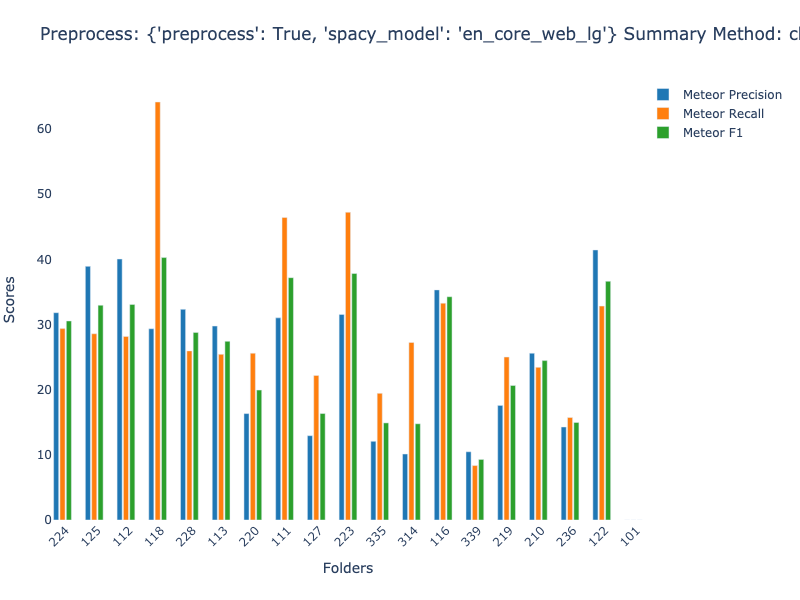 Preprocess: {'preprocess': True, 'spacy_model': 'en_core_web_lg'} Summary Method:
Meteor Precision
Meteor Recall
Meteor F1
Scores
60
50
40
30
20
10
0
224 125 112 118 228 113 220 111 127 223 335 314 116 339 219 210 236 122 101
Folders